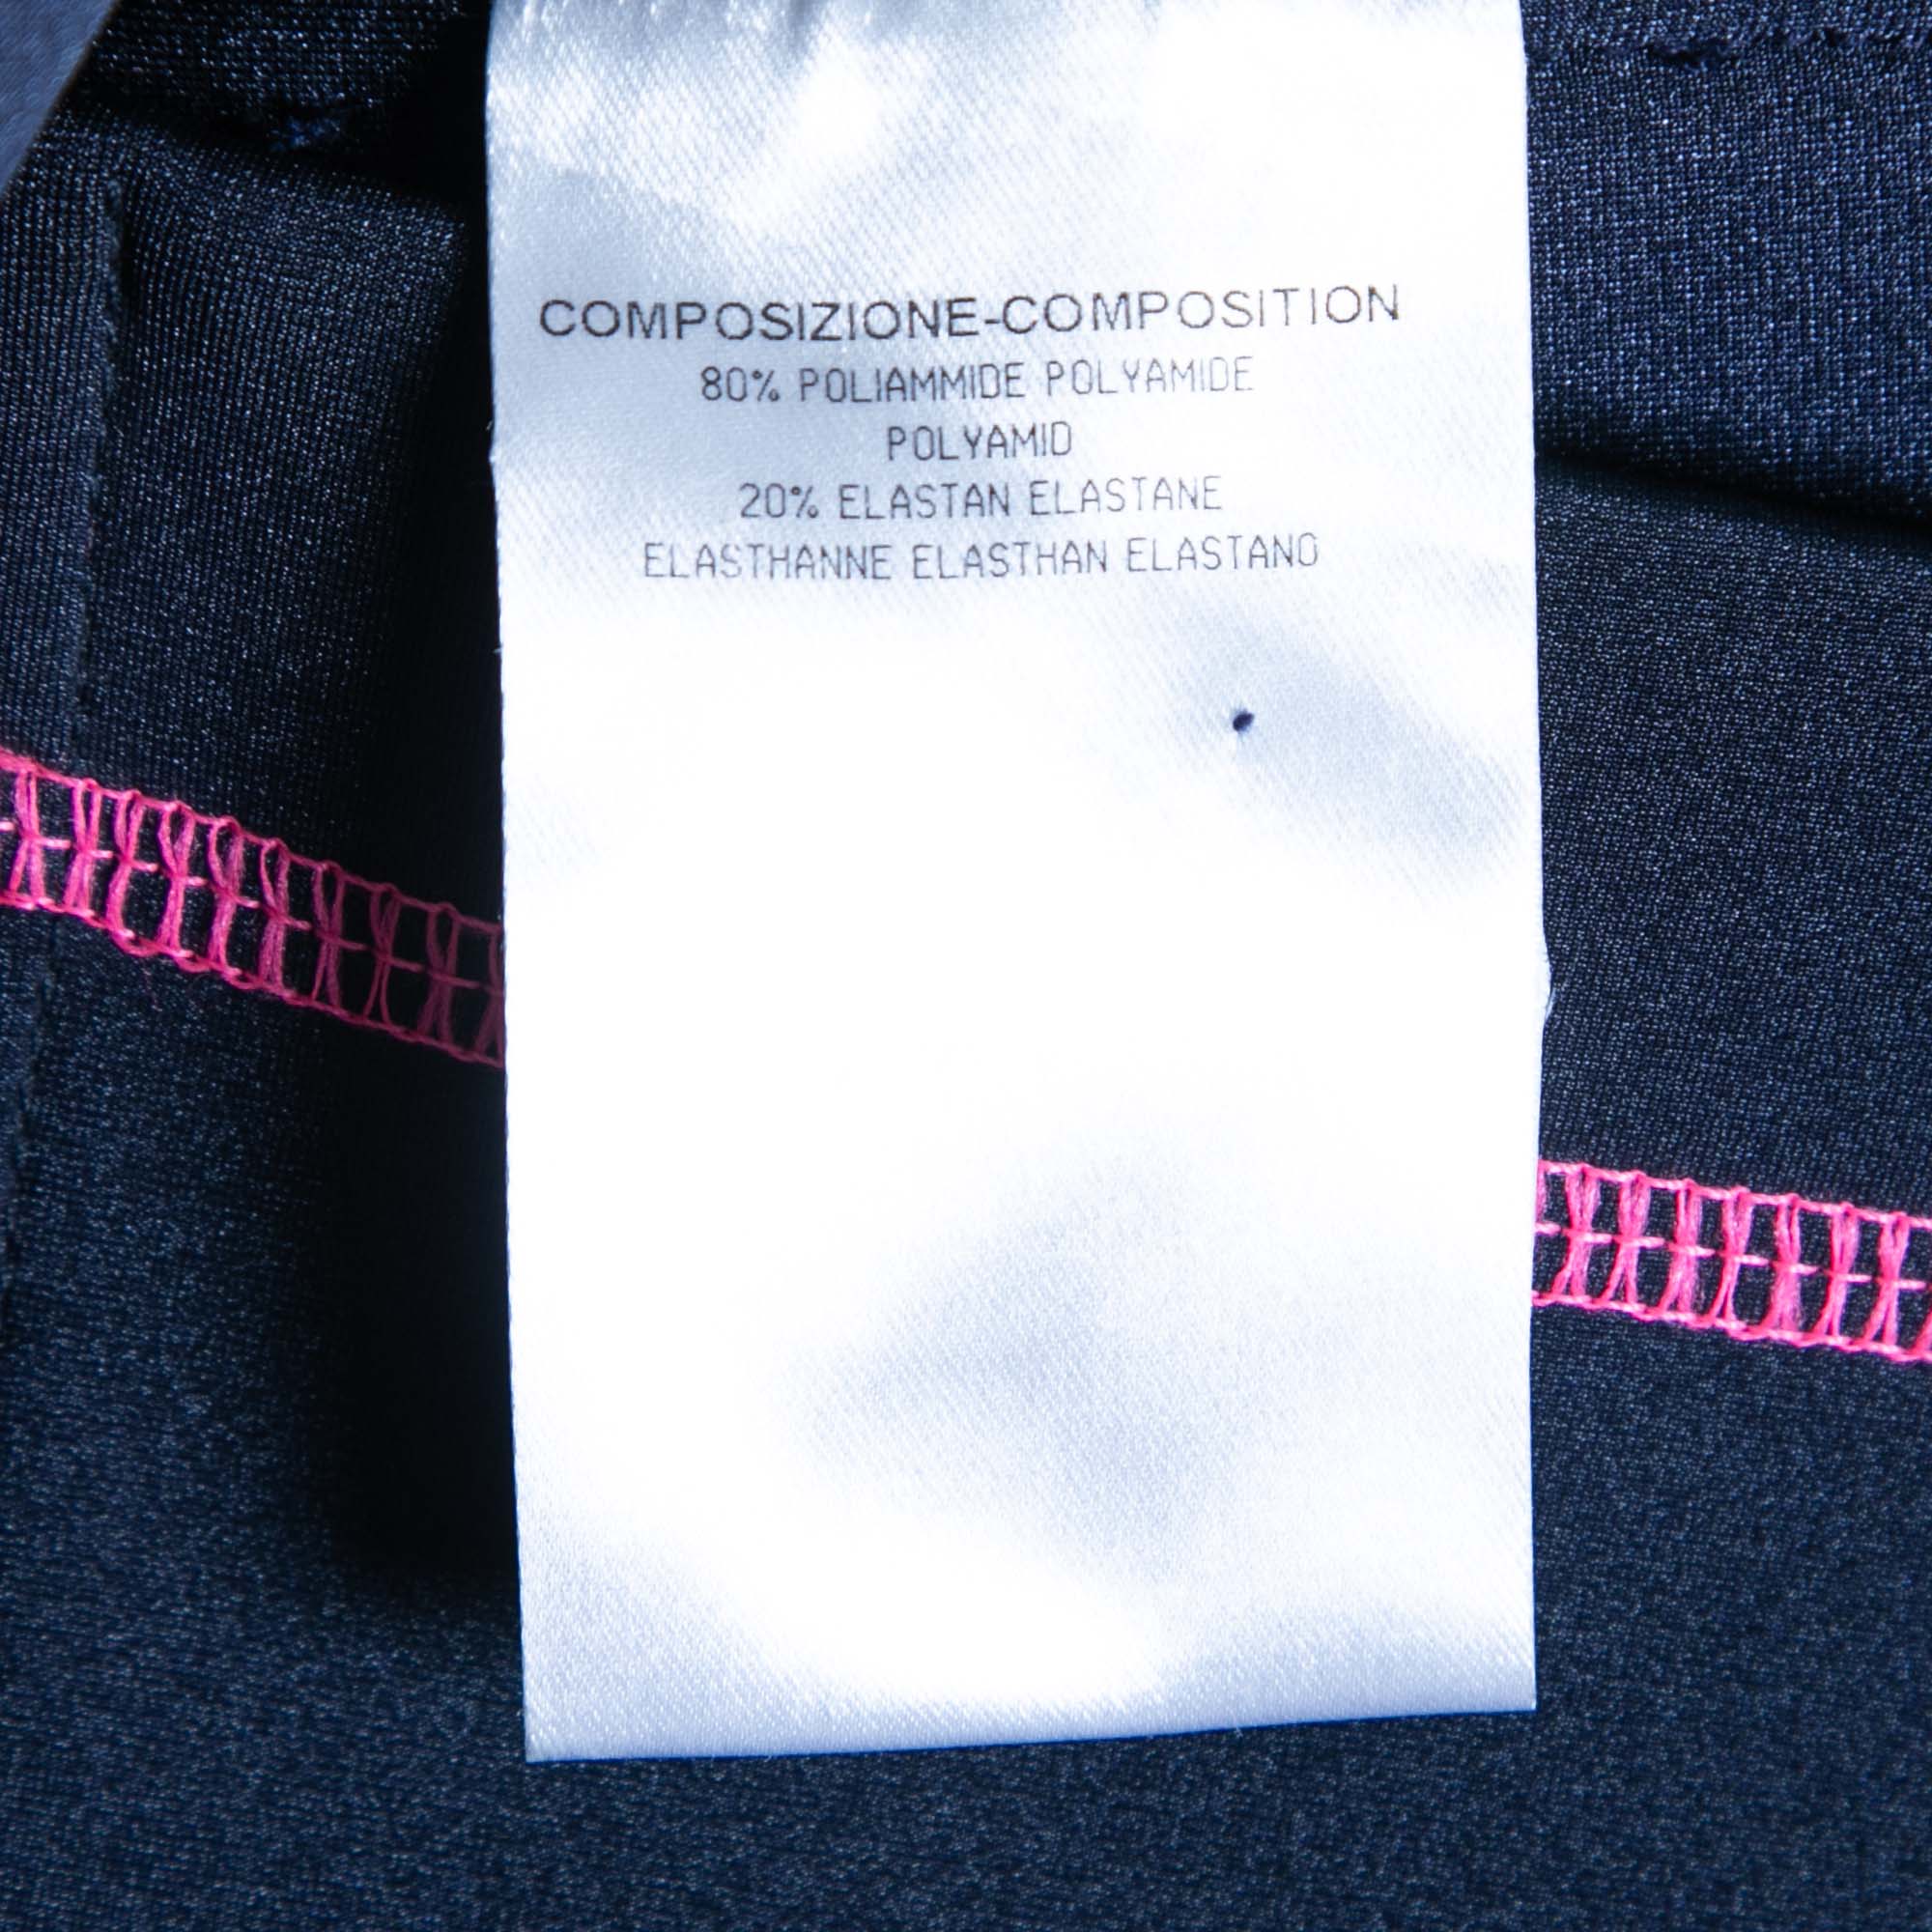 COMPOSIZIONE-COMPOSITION
80% POLIAMMIDE POLYAMIDE
POLYAMID
20% ELASTAN ELASTANE
ELASTHANNE ELASTHAN ELASTANO